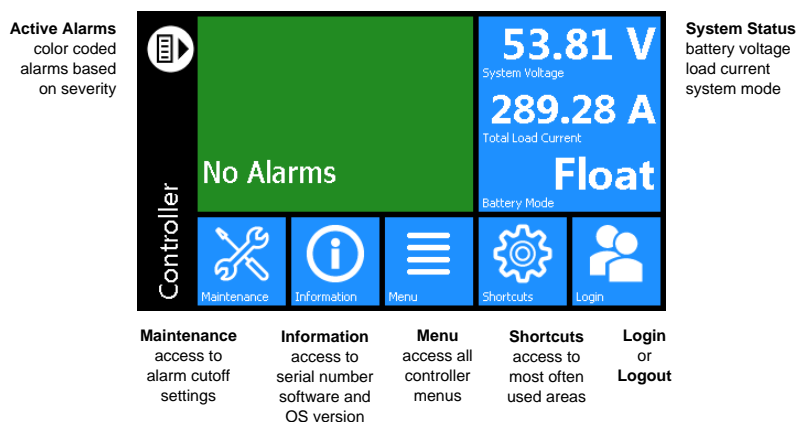 Active Alarms
color coded
alarms based
on severity
Controller
No Alarms
53.81 V
System Voltage
289.28 A
Total Load Current
Float
Battery Mode
Maintenance
Information
Menu
Shortcuts
Login
System Status
battery voltage
load current
system mode
Maintenance
access to
alarm cutoff
settings
Information
access to
serial number
software and
OS version
Menu
access all
controller
menus
Shortcuts
access to
most often
used areas
Login
or
Logout